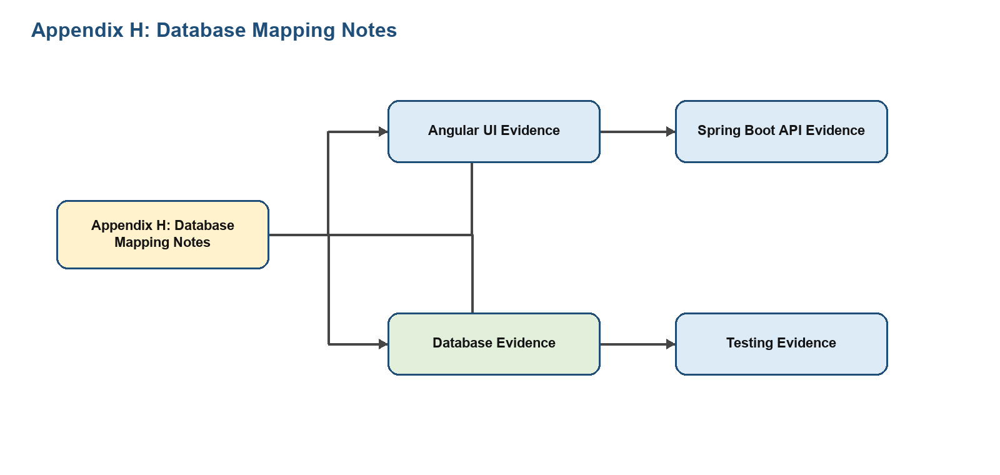 Appendix H: Database Mapping Notes
Angular UI Evidence
Spring Boot API Evidence
Appendix H: Database
Mapping Notes
Database Evidence
Testing Evidence